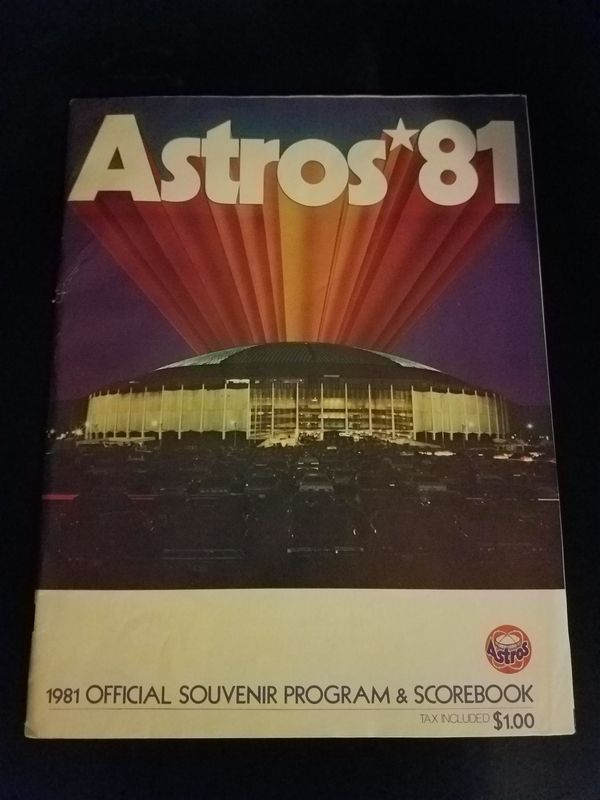 Astros★81
Astros
1981 OFFICIAL SOUVENIR PROGRAM & SCOREBOOK
TAX INCLUDED $1.00